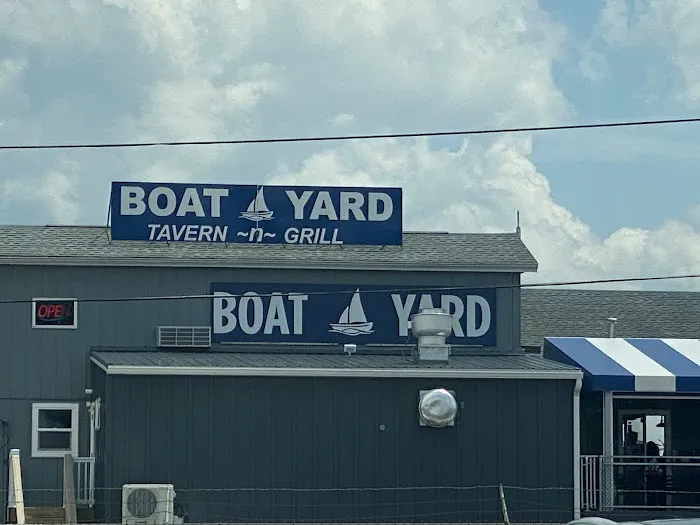 BOAT YARD
TAVERN ~n~ GRILL
OPEN
BOAT YARD